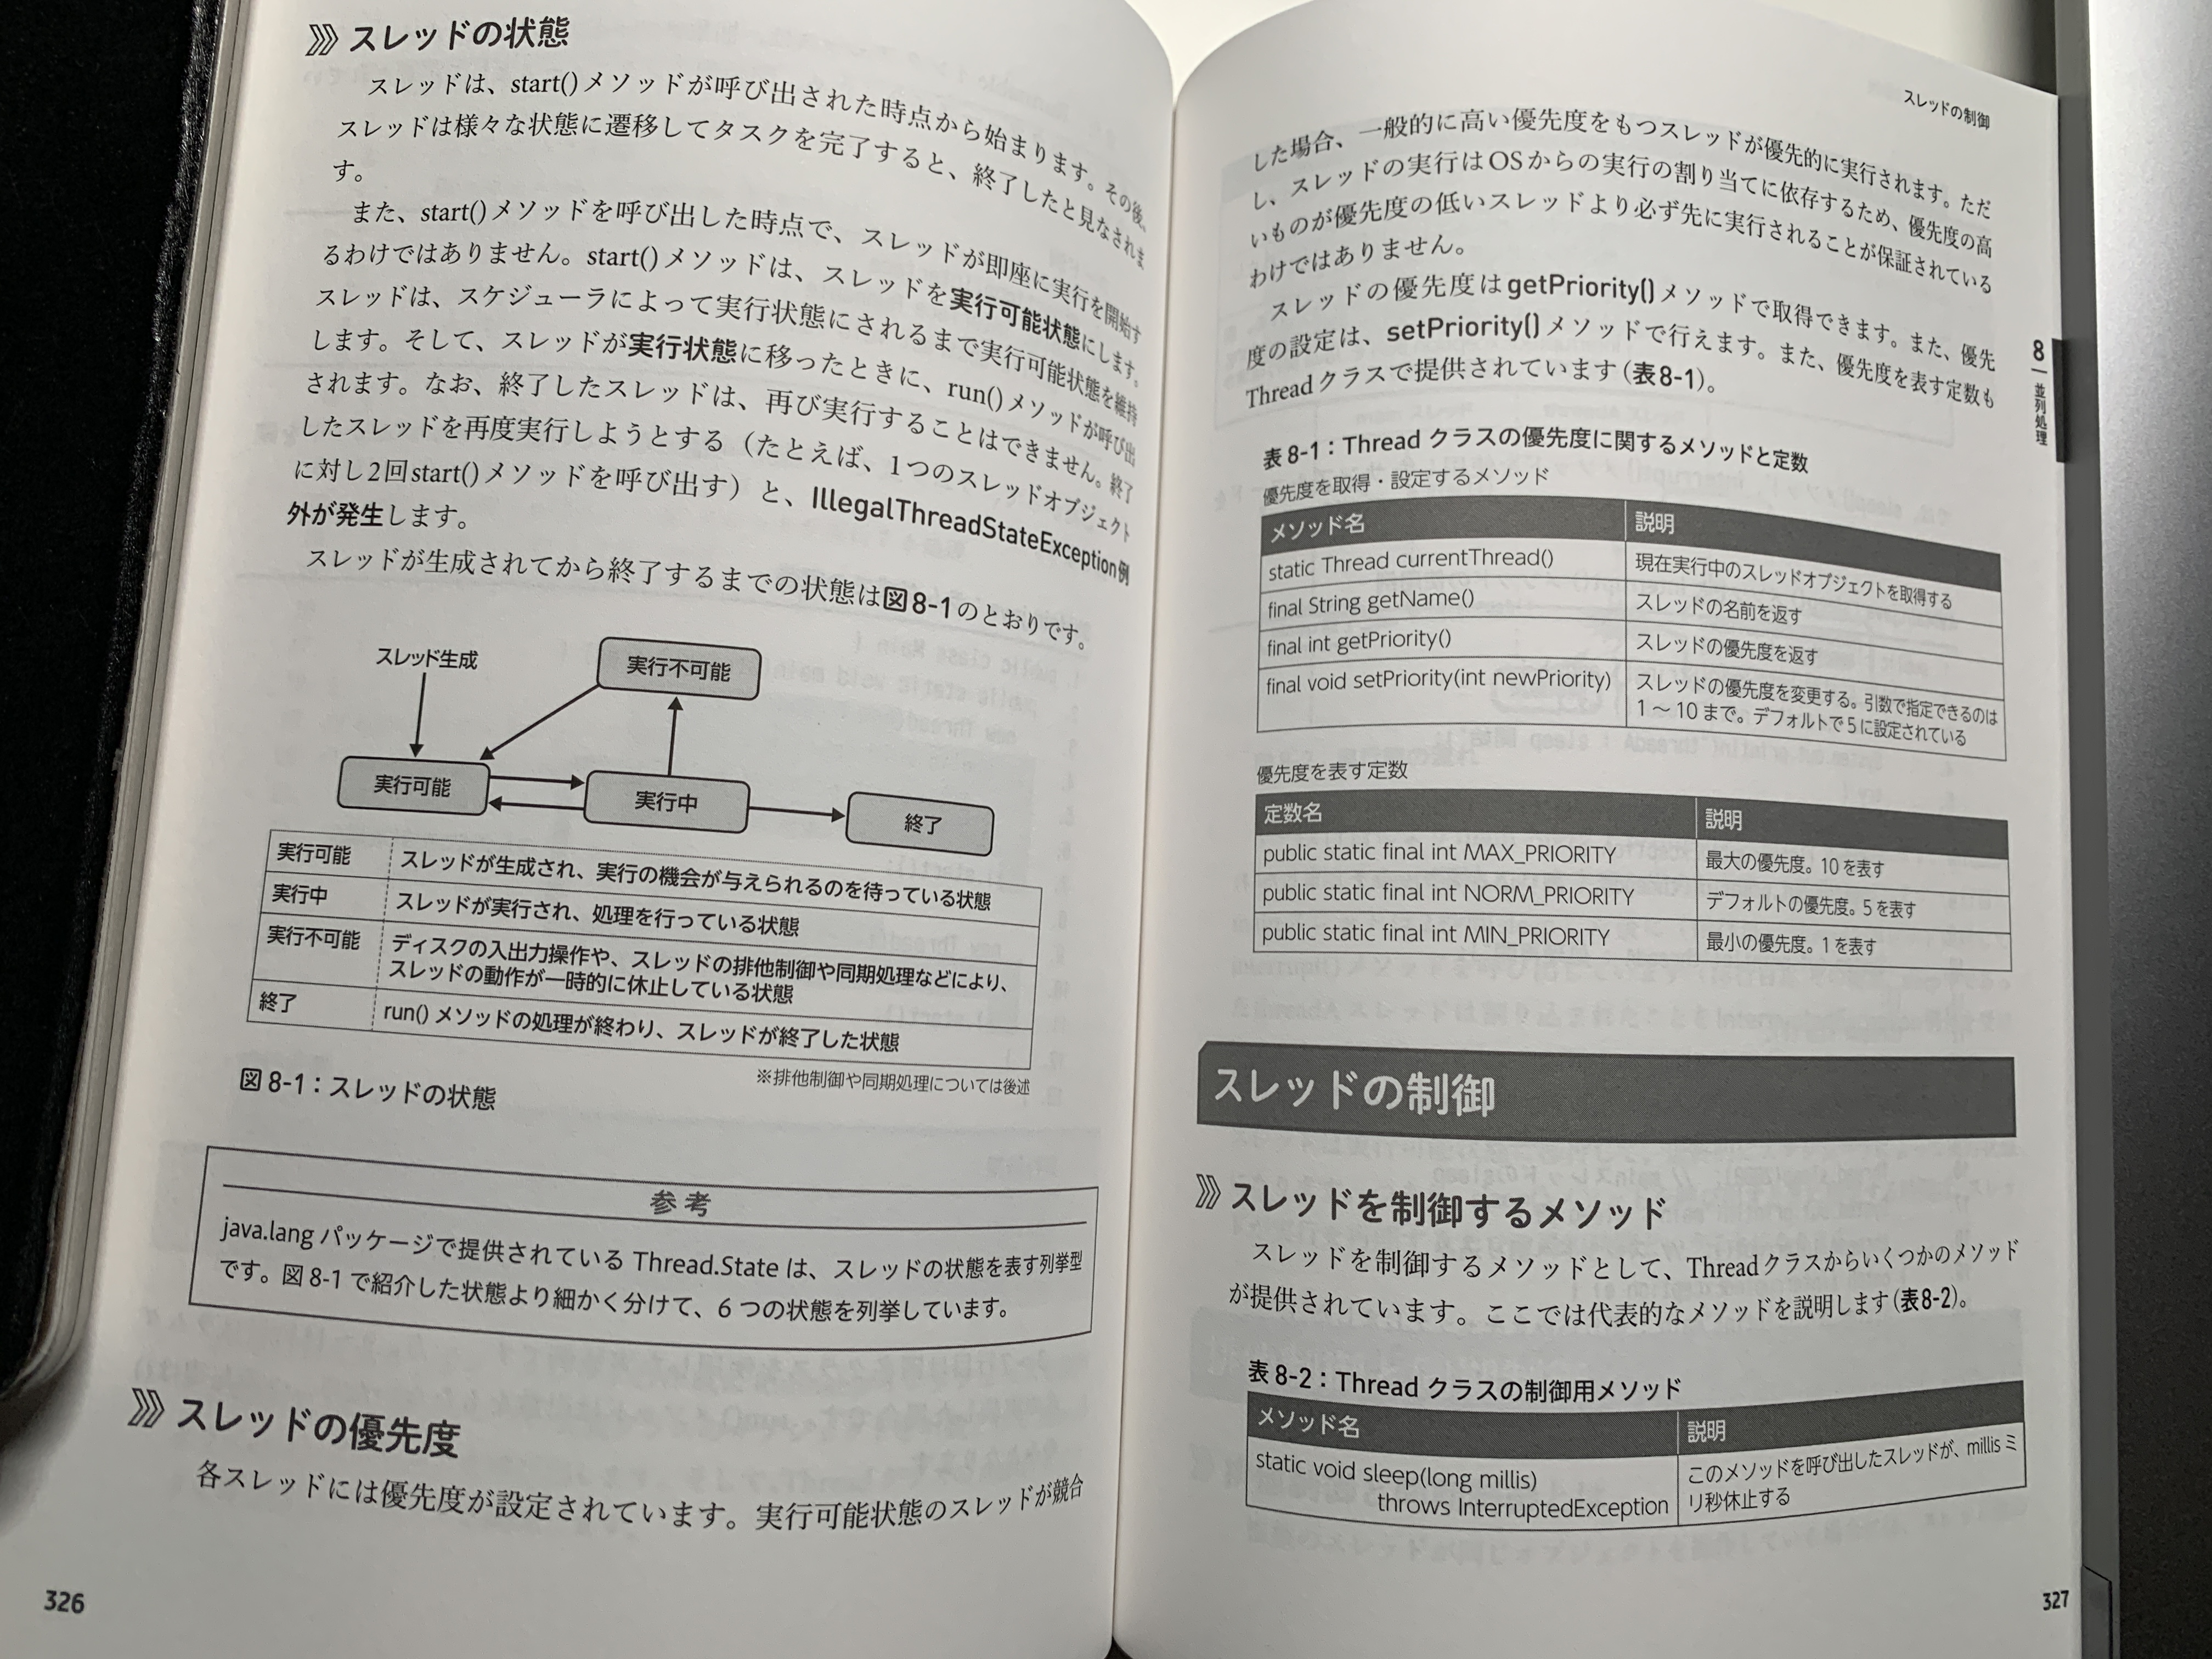 スレッドの状態
スレッドは、start()メソッドが呼び出された時点から始まります。その後、
スレッドは様々な状態に遷移してタスクを完了すると、終了したと見なされま
す。
また、start()メソッドを呼び出した時点で、スレッドが即座に実行を開始す
るわけではありません。start()メソッドは、スレッドを実行可能状態にします。
スレッドは、スケジューラによって実行状態にされるまで実行可能状態を維持
します。そして、スレッドが実行状態に移ったときに、run()メソッドが呼び出
されます。なお、終了したスレッドは、再び実行することはできません。終了
したスレッドを再度実行しようとする（たとえば、1つのスレッドオブジェクト
に対し2回start()メソッドを呼び出す）と、IllegalThreadStateException例
外が発生します。
スレッドが生成されてから終了するまでの状態は図8-1のとおりです。
スレッド生成
実行不可能
実行可能
実行中
終了
実行可能 スレッドが生成され、実行の機会が与えられるのを待っている状態
実行中 スレッドが実行され、処理を行っている状態
実行不可能 ディスクの入出力操作や、スレッドの排他制御や同期処理などにより、
スレッドの動作が一時的に休止している状態
終了 run() メソッドの処理が終わり、スレッドが終了した状態
※排他制御や同期処理については後述
図 8-1：スレッドの状態
参考
java.lang パッケージで提供されている Thread.State は、スレッドの状態を表す列挙型
です。図 8-1 で紹介した状態より細かく分けて、6 つの状態を列挙しています。
スレッドの優先度
各スレッドには優先度が設定されています。実行可能状態のスレッドが競合
326
スレッドの制御
した場合、一般的に高い優先度をもつスレッドが優先的に実行されます。ただ
し、スレッドの実行はOSからの実行の割り当てに依存するため、優先度の高
いものが優先度の低いスレッドより必ず先に実行されることが保証されている
わけではありません。
スレッドの優先度はgetPriority()メソッドで取得できます。また、優先
度の設定は、setPriority()メソッドで行えます。また、優先度を表す定数も
Threadクラスで提供されています（表8-1）。
8 並列処理
表 8-1：Thread クラスの優先度に関するメソッドと定数
優先度を取得・設定するメソッド
メソッド名 説明
static Thread currentThread() 現在実行中のスレッドオブジェクトを取得する
final String getName() スレッドの名前を返す
final int getPriority() スレッドの優先度を返す
final void setPriority(int newPriority) スレッドの優先度を変更する。引数で指定できるのは
1 ～ 10 まで。デフォルトで 5 に設定されている
優先度を表す定数
定数名 説明
public static final int MAX_PRIORITY 最大の優先度。10 を表す
public static final int NORM_PRIORITY デフォルトの優先度。5 を表す
public static final int MIN_PRIORITY 最小の優先度。1 を表す
スレッドの制御
スレッドを制御するメソッド
スレッドを制御するメソッドとして、Threadクラスからいくつかのメソッド
が提供されています。ここでは代表的なメソッドを説明します（表8-2）。
表 8-2：Thread クラスの制御用メソッド
メソッド名 説明
static void sleep(long millis) このメソッドを呼び出したスレッドが、millis ミ
throws InterruptedException リ秒休止する
327